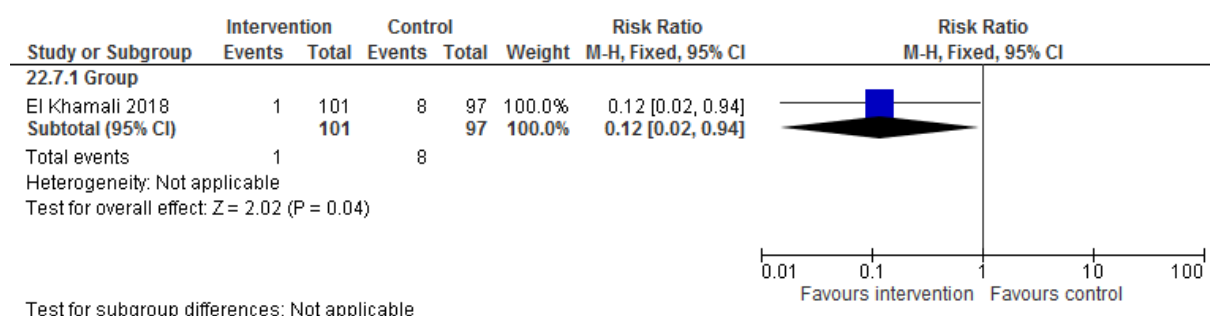 Intervention Control Risk Ratio Risk Ratio
Study or Subgroup Events Total Events Total Weight M-H, Fixed, 95% CI M-H, Fixed, 95% CI
22.7.1 Group
El Khamali 2018 1 101 8 97 100.0% 0.12 [0.02, 0.94]
Subtotal (95% CI) 101 97 100.0% 0.12 [0.02, 0.94]
Total events 1 8
Heterogeneity: Not applicable
Test for overall effect: Z = 2.02 (P = 0.04)
0.01 0.1 1 10 100
Favours intervention Favours control
Test for subgroup differences: Not applicable